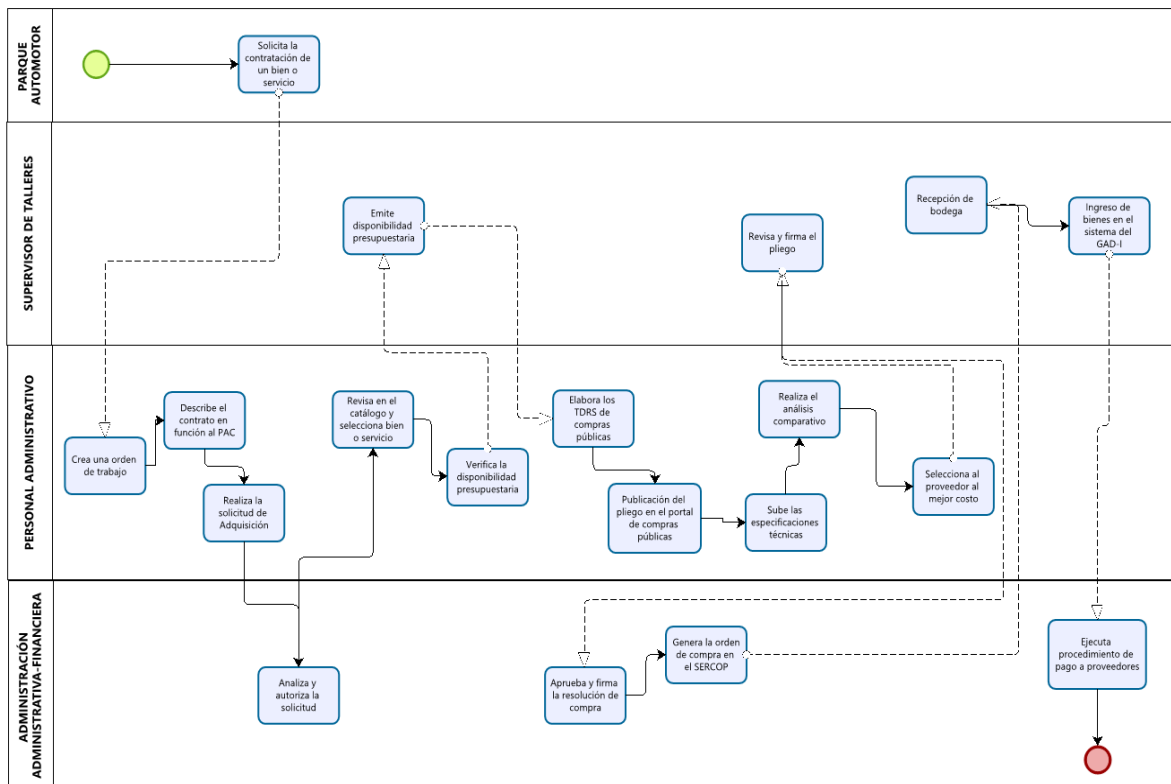 PARQUE
AUTOMOTOR
Solicita la
contratación de
un bien o
servicio
SUPERVISOR DE TALLERES
Emite
disponibilidad
presupuestaria
Revisa y firma el
pliego
Recepción de
bodega
Ingreso de
bienes en el
sistema del
GAD-I
PERSONAL ADMINISTRATIVO
Crea una orden
de trabajo
Describe el
contrato en
función al PAC
Realiza la
solicitud de
Adquisición
Revisa en el
catálogo y
selecciona bien
o servicio
Verifica la
disponibilidad
presupuestaria
Elabora los
TDRS de
compras
públicas
Publicación del
pliego en el portal
de compras
públicas
Sube las
especificaciones
técnicas
Realiza el
análisis
comparativo
Selecciona al
proveedor al
mejor costo
ADMINISTRACIÓN
ADMINISTRATIVA-FINANCIERA
Analiza y
autoriza la
solicitud
Aprueba y firma
la resolución de
compra
Genera la orden
de compra en
el SERCOP
Ejecuta
procedimiento de
pago a proveedores